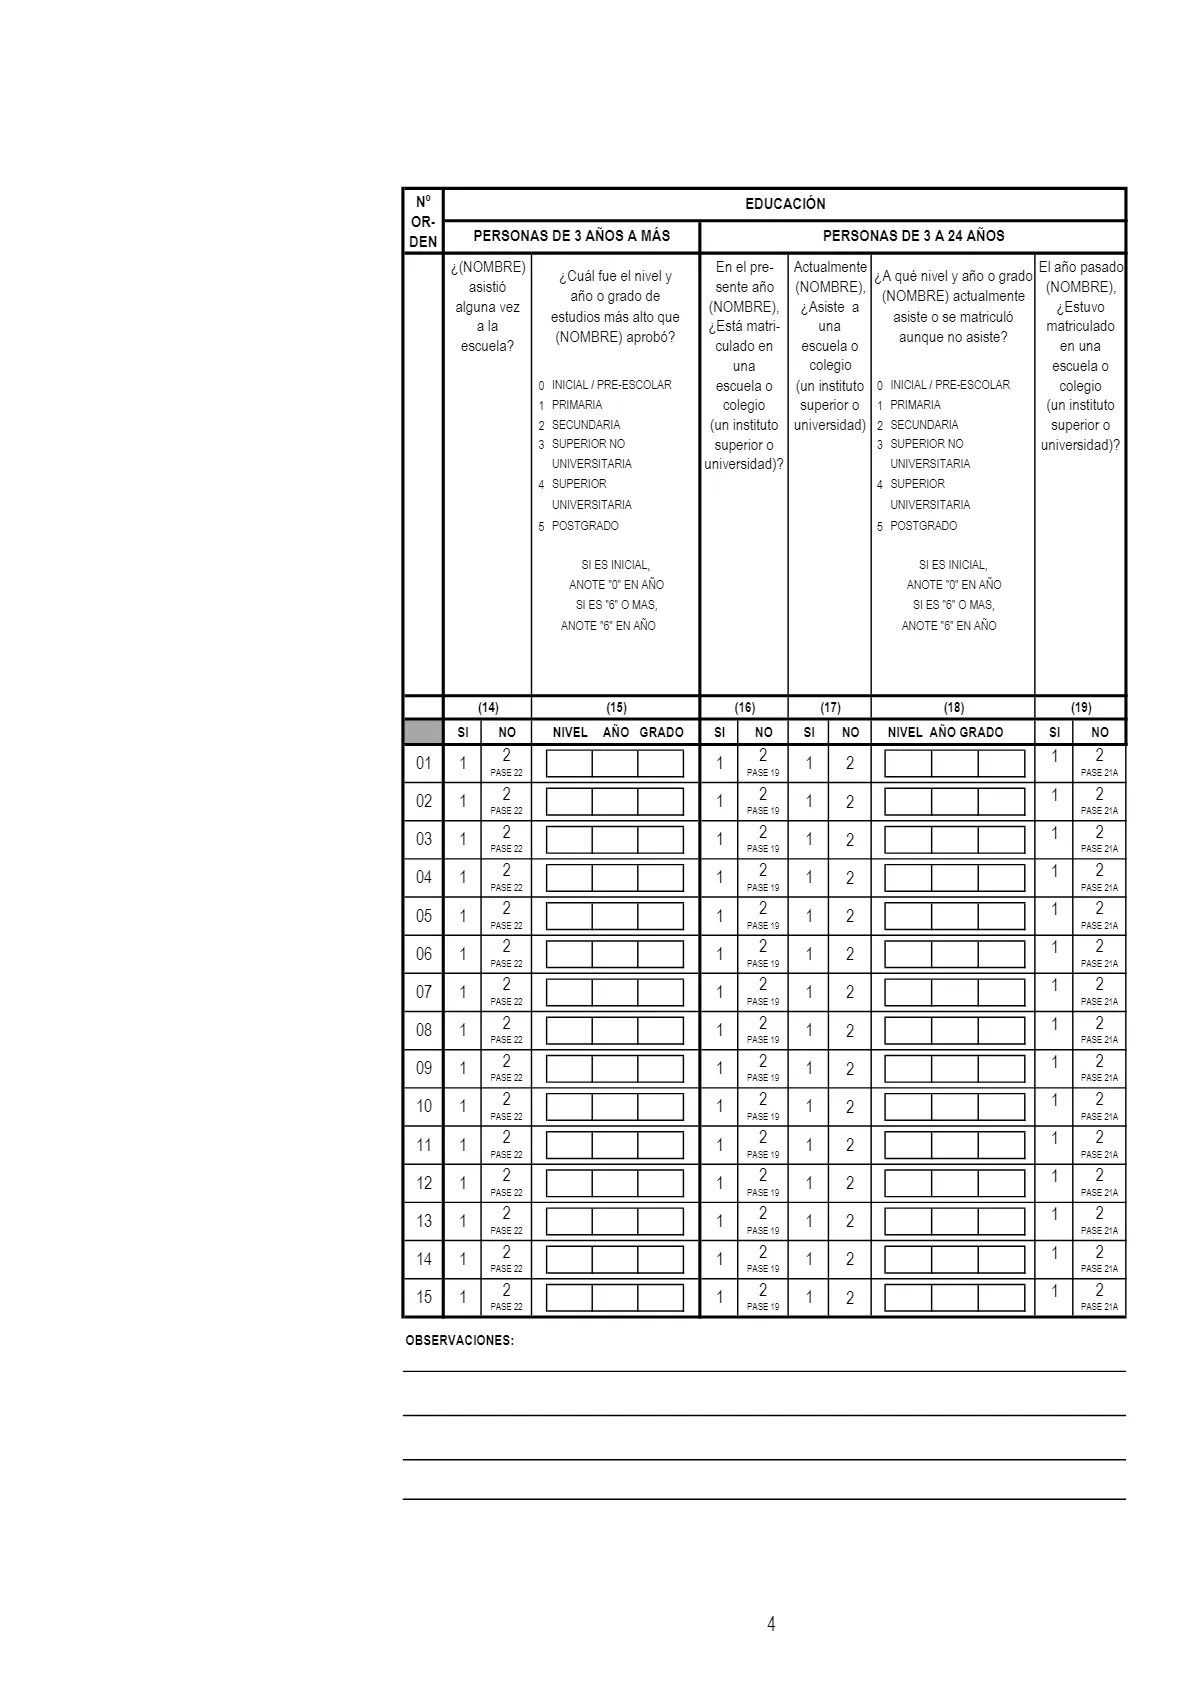 Nº
OR-
DEN
EDUCACIÓN
PERSONAS DE 3 AÑOS A MÁS
PERSONAS DE 3 A 24 AÑOS
¿(NOMBRE)
asistió
alguna vez
a la
escuela?
¿Cuál fue el nivel y
año o grado de
estudios más alto que
(NOMBRE) aprobó?
0 INICIAL / PRE-ESCOLAR
1 PRIMARIA
2 SECUNDARIA
3 SUPERIOR NO
UNIVERSITARIA
4 SUPERIOR
UNIVERSITARIA
5 POSTGRADO
SI ES INICIAL,
ANOTE "0" EN AÑO
SI ES "6" O MAS,
ANOTE "6" EN AÑO
En el pre-
sente año
(NOMBRE),
¿Está matri-
culado en
una
escuela o
colegio
(un instituto
superior o
universidad)?
Actualmente
(NOMBRE),
¿Asiste a
una
escuela o
colegio
(un instituto
superior o
universidad)
¿A qué nivel y año o grado
(NOMBRE) actualmente
asiste o se matriculó
aunque no asiste?
0 INICIAL / PRE-ESCOLAR
1 PRIMARIA
2 SECUNDARIA
3 SUPERIOR NO
UNIVERSITARIA
4 SUPERIOR
UNIVERSITARIA
5 POSTGRADO
SI ES INICIAL,
ANOTE "0" EN AÑO
SI ES "6" O MAS,
ANOTE "6" EN AÑO
El año pasado
(NOMBRE),
¿Estuvo
matriculado
en una
escuela o
colegio
(un instituto
superior o
universidad)?
(14) (15) (16) (17) (18) (19)
SI NO NIVEL AÑO GRADO SI NO SI NO NIVEL AÑO GRADO SI NO
01 1 2 1 2 1 2 1 2
PASE 22 PASE 19 PASE 21A
02 1 2 1 2 1 2 1 2
PASE 22 PASE 19 PASE 21A
03 1 2 1 2 1 2 1 2
PASE 22 PASE 19 PASE 21A
04 1 2 1 2 1 2 1 2
PASE 22 PASE 19 PASE 21A
05 1 2 1 2 1 2 1 2
PASE 22 PASE 19 PASE 21A
06 1 2 1 2 1 2 1 2
PASE 22 PASE 19 PASE 21A
07 1 2 1 2 1 2 1 2
PASE 22 PASE 19 PASE 21A
08 1 2 1 2 1 2 1 2
PASE 22 PASE 19 PASE 21A
09 1 2 1 2 1 2 1 2
PASE 22 PASE 19 PASE 21A
10 1 2 1 2 1 2 1 2
PASE 22 PASE 19 PASE 21A
11 1 2 1 2 1 2 1 2
PASE 22 PASE 19 PASE 21A
12 1 2 1 2 1 2 1 2
PASE 22 PASE 19 PASE 21A
13 1 2 1 2 1 2 1 2
PASE 22 PASE 19 PASE 21A
14 1 2 1 2 1 2 1 2
PASE 22 PASE 19 PASE 21A
15 1 2 1 2 1 2 1 2
PASE 22 PASE 19 PASE 21A
OBSERVACIONES:
4